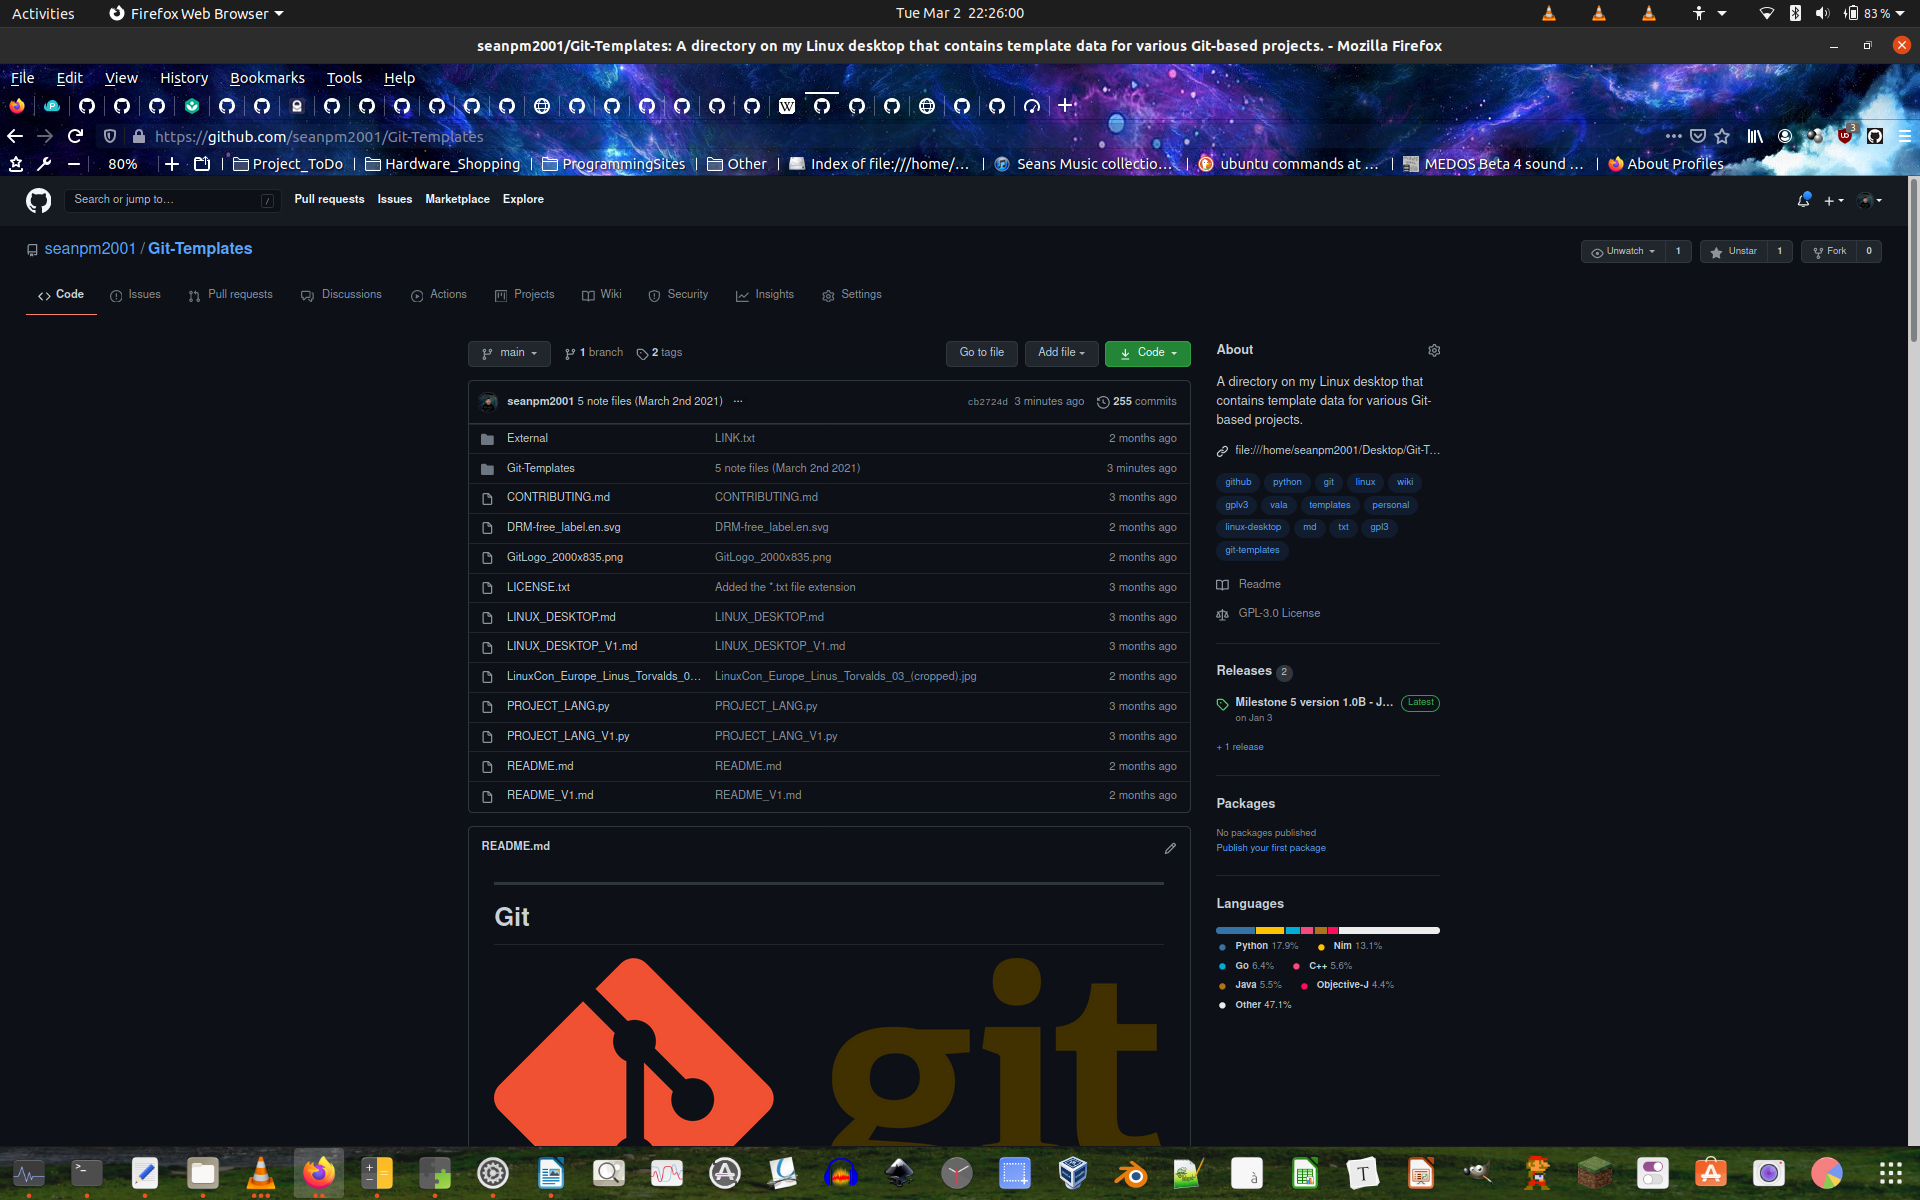 Activities Firefox Web Browser Tue Mar 2 22:26:00 83 %
seanpm2001/Git-Templates: A directory on my Linux desktop that contains template data for various Git-based projects. - Mozilla Firefox
File Edit View History Bookmarks Tools Help
https://github.com/seanpm2001/Git-Templates
80% Project_ToDo Hardware_Shopping ProgrammingSites Other Index of file:///home/… Seans Music collectio… ubuntu commands at … MEDOS Beta 4 sound … About Profiles
Search or jump to… / Pull requests Issues Marketplace Explore
seanpm2001 / Git-Templates Unwatch 1 Unstar 1 Fork 0
Code Issues Pull requests Discussions Actions Projects Wiki Security Insights Settings
main 1 branch 2 tags Go to file Add file Code
seanpm2001 5 note files (March 2nd 2021) … cb2724d 3 minutes ago 255 commits
External LINK.txt 2 months ago
Git-Templates 5 note files (March 2nd 2021) 3 minutes ago
CONTRIBUTING.md CONTRIBUTING.md 3 months ago
DRM-free_label.en.svg DRM-free_label.en.svg 2 months ago
GitLogo_2000x835.png GitLogo_2000x835.png 2 months ago
LICENSE.txt Added the *.txt file extension 3 months ago
LINUX_DESKTOP.md LINUX_DESKTOP.md 3 months ago
LINUX_DESKTOP_V1.md LINUX_DESKTOP_V1.md 3 months ago
LinuxCon_Europe_Linus_Torvalds_0… LinuxCon_Europe_Linus_Torvalds_03_(cropped).jpg 2 months ago
PROJECT_LANG.py PROJECT_LANG.py 3 months ago
PROJECT_LANG_V1.py PROJECT_LANG_V1.py 3 months ago
README.md README.md 2 months ago
README_V1.md README_V1.md 2 months ago
README.md
Git
git
About
A directory on my Linux desktop that
contains template data for various Git-
based projects.
file:///home/seanpm2001/Desktop/Git-T…
github python git linux wiki
gplv3 vala templates personal
linux-desktop md txt gpl3
git-templates
Readme
GPL-3.0 License
Releases 2
Milestone 5 version 1.0B - J… Latest
on Jan 3
+ 1 release
Packages
No packages published
Publish your first package
Languages
Python 17.9% Nim 13.1%
Go 6.4% C++ 5.6%
Java 5.5% Objective-J 4.4%
Other 47.1%